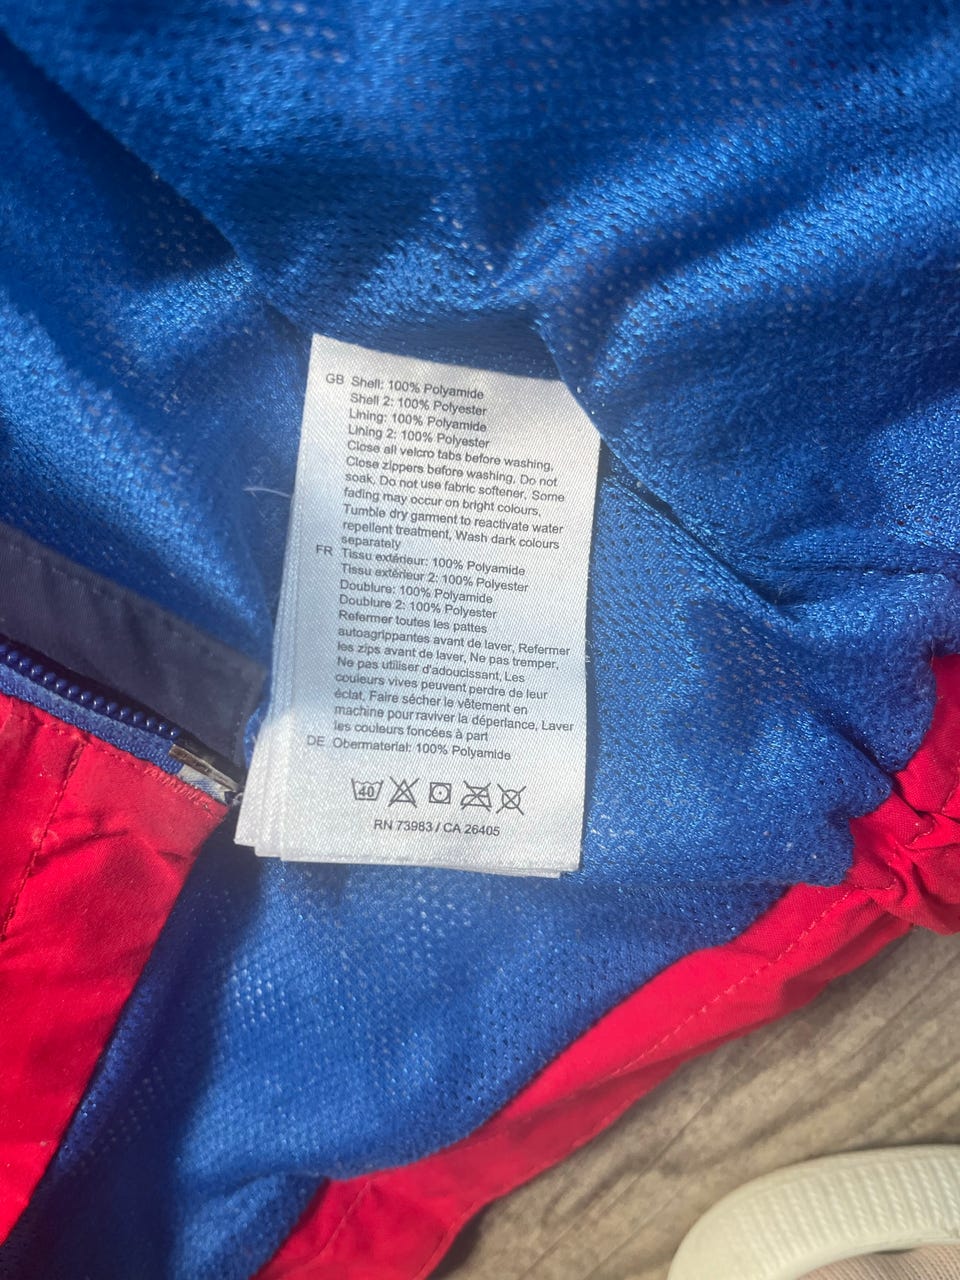 GB Shell: 100% Polyamide
Shell 2: 100% Polyester
Lining: 100% Polyamide
Lining 2: 100% Polyester
Close all velcro tabs before washing,
Close zippers before washing, Do not
soak, Do not use fabric softener, Some
fading may occur on bright colours,
Tumble dry garment to reactivate water
repellent treatment, Wash dark colours
separately
FR Tissu extérieur: 100% Polyamide
Tissu extérieur 2: 100% Polyester
Doublure: 100% Polyamide
Doublure 2: 100% Polyester
Refermer toutes les pattes
autoagrippantes avant de laver, Refermer
les zips avant de laver, Ne pas tremper,
Ne pas utiliser d'adoucissant, Les
couleurs vives peuvent perdre de leur
éclat, Faire sécher le vêtement en
machine pour raviver la déperlance, Laver
les couleurs foncées à part
DE Obermaterial: 100% Polyamide
40
RN 73983 / CA 26405